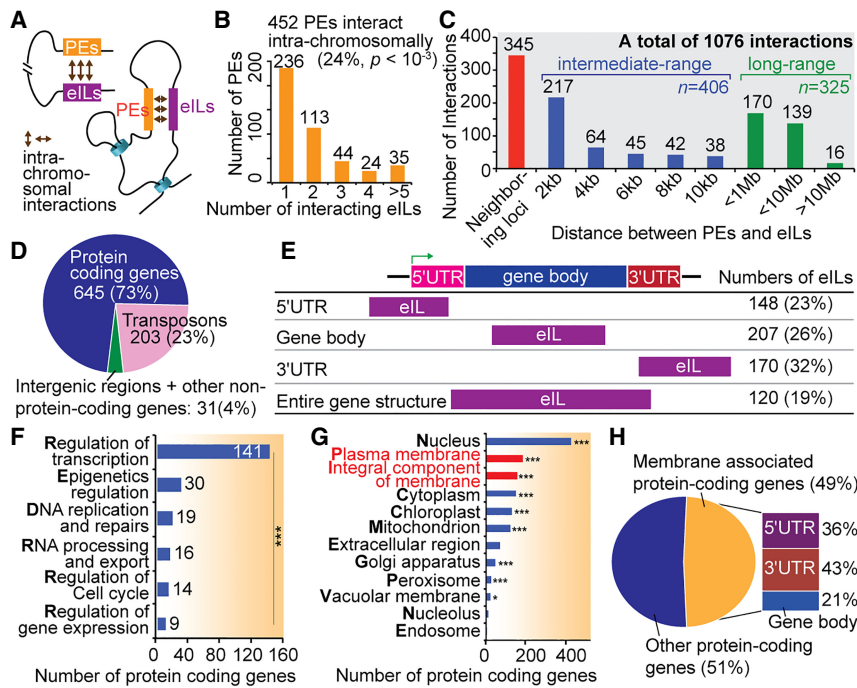 A
PEs
eILs
PEs
eILs
intra-
chromo-
somal
interactions
B
452 PEs interact
intra-chromosomally
(24%, p < 10⁻³)
Number of PEs
200
100
0
236
113
44
24
35
1 2 3 4 >5
Number of interacting eILs
C
Number of Interactions
400
300
200
100
0
A total of 1076 interactions
intermediate-range
n=406
long-range
n=325
345
217
64
45
42
38
170
139
16
Neighbor-
ing loci
2kb
4kb
6kb
8kb
10kb
<1Mb
<10Mb
>10Mb
Distance between PEs and eILs
D
Protein
coding genes
645 (73%)
Transposons
203 (23%)
Intergenic regions + other non-
protein-coding genes: 31(4%)
E
5'UTR gene body 3'UTR Numbers of eILs
5'UTR eIL 148 (23%)
Gene body eIL 207 (26%)
3'UTR eIL 170 (32%)
Entire gene structure eIL 120 (19%)
F
Regulation of
transcription
141
Epigenetics
regulation
30
DNA replication
and repairs
19
RNA processing
and export
16
Regulation of
Cell cycle
14
Regulation of
gene expression
9
***
0 40 80 120 160
Number of protein coding genes
G
Nucleus ***
Plasma membrane ***
Integral component
of membrane ***
Cytoplasm ***
Chloroplast ***
Mitochondrion ***
Extracellular region
Golgi apparatus ***
Peroxisome ***
Vacuolar membrane *
Nucleolus
Endosome
0 200 400
Number of protein coding genes
H
Membrane associated
protein-coding genes (49%)
5'UTR 36%
3'UTR 43%
21%
Gene body
Other protein-coding
genes (51%)